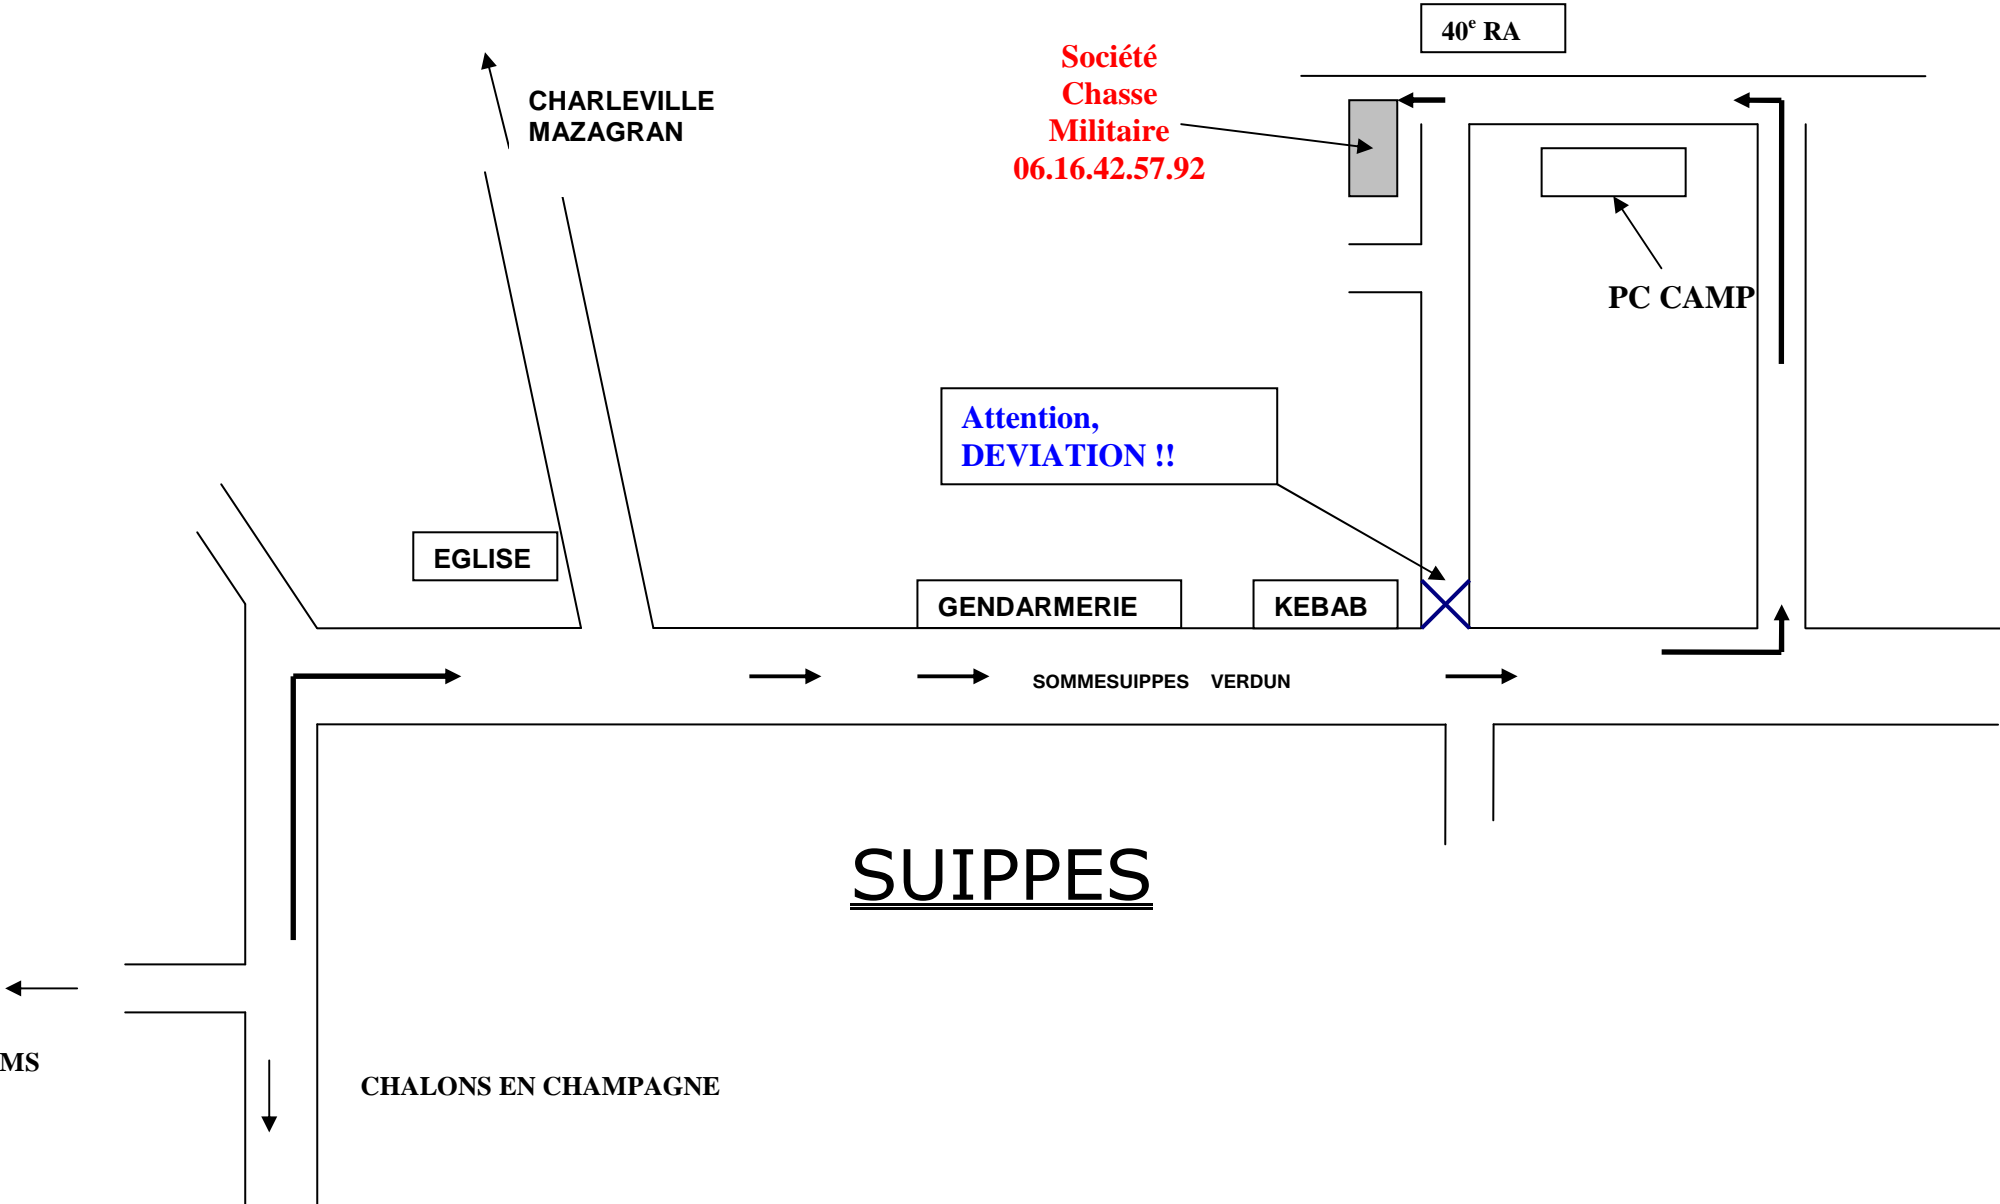 40e RA
Société
Chasse
Militaire
06.16.42.57.92
CHARLEVILLE
MAZAGRAN
PC CAMP
Attention,
DEVIATION !!
EGLISE
GENDARMERIE
KEBAB
SOMMESUIPPES VERDUN
SUIPPES
MS
CHALONS EN CHAMPAGNE